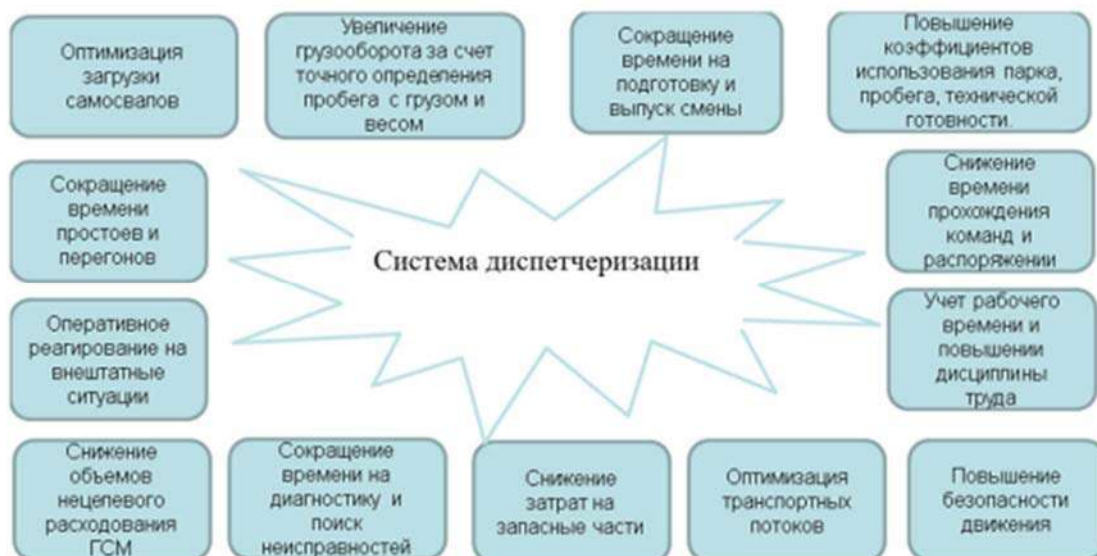 Оптимизация
загрузки
самосвалов
Увеличение
грузооборота за счет
точного определения
пробега с грузом и
весом
Сокращение
времени на
подготовку и
выпуск смены
Повышение
коэффициентов
использования парка,
пробега, технической
готовности.
Сокращение
времени
простоев и
перегонов
Система диспетчеризации
Снижение
времени
прохождения
команд и
распоряжении
Оперативное
реагирование на
внештатные
ситуации
Учет рабочего
времени и
повышении
дисциплины
труда
Снижение
объемов
нецелевого
расходования
ГСМ
Сокращение
времени на
диагностику и
поиск
неисправностей
Снижение
затрат на
запасные части
Оптимизация
транспортных
потоков
Повышение
безопасности
движения